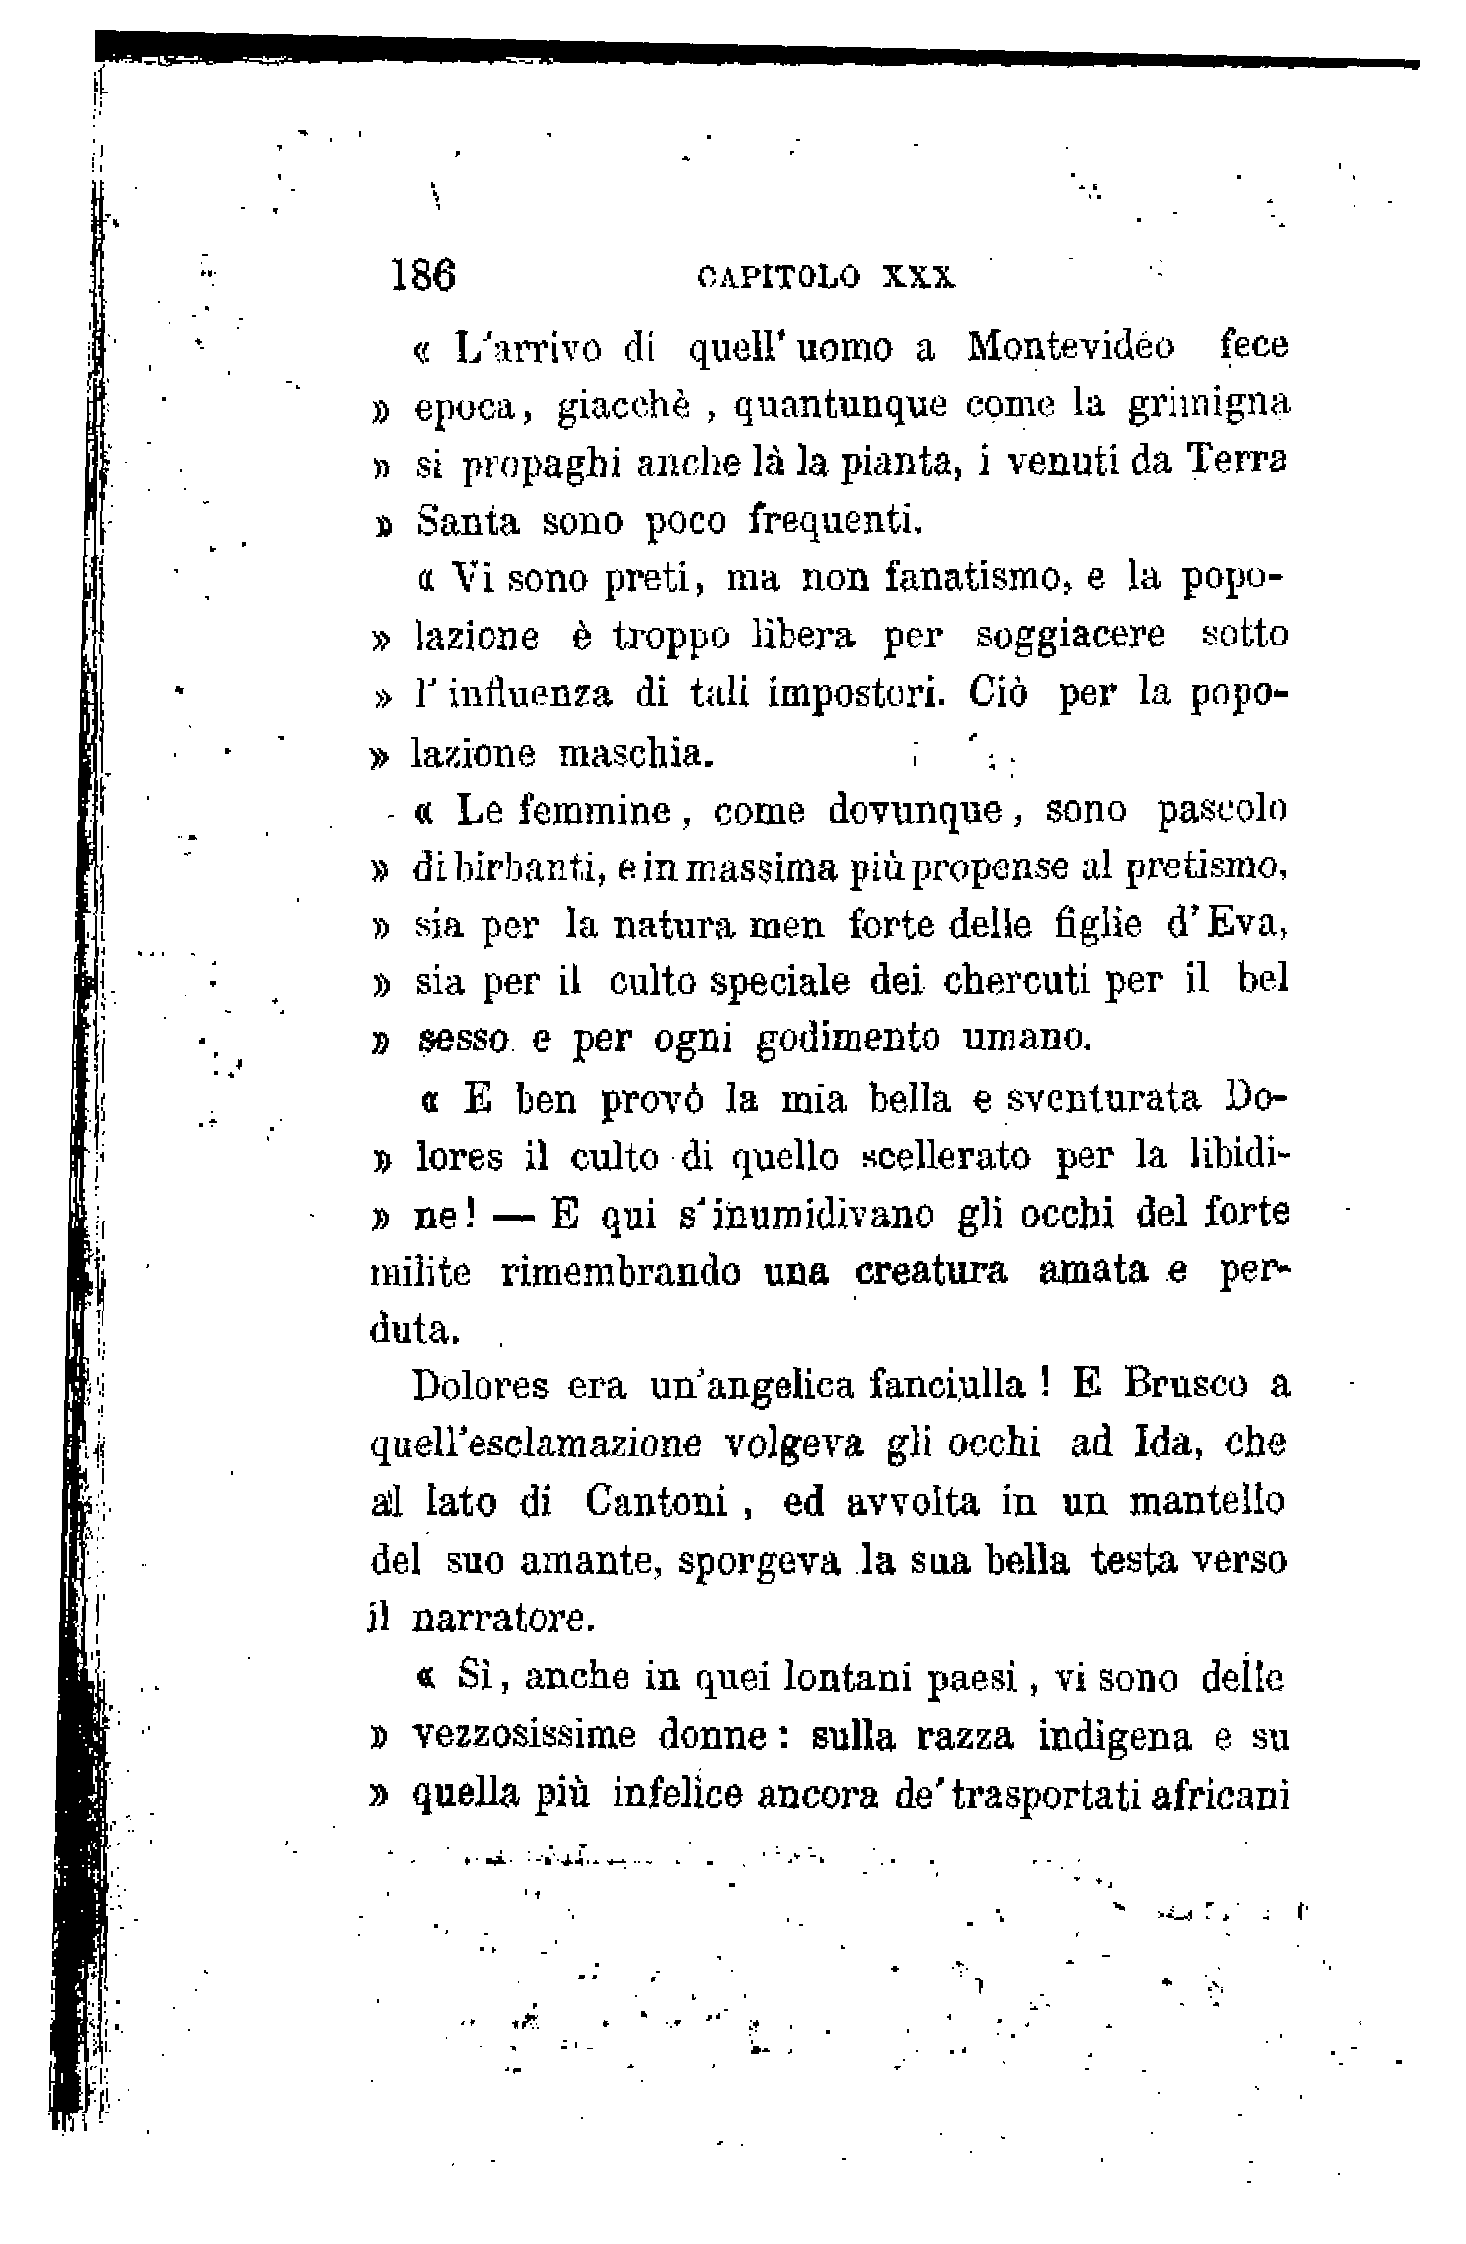 186 CAPITOLO XXX
« L'arrivo di quell' uomo a Montevideo fece
» epoca, giacchè , quantunque come la grimigna
» si propaghi anche là la pianta, i venuti da Terra
» Santa sono poco frequenti.
« Vi sono preti, ma non fanatismo, e la popo-
» lazione è troppo libera per soggiacere sotto
» l' influenza di tali impostori. Ciò per la popo-
» lazione maschia.
« Le femmine , come dovunque , sono pascolo
» di birbanti, e in massima più propense al pretismo,
» sia per la natura men forte delle figlie d' Eva,
» sia per il culto speciale dei chercuti per il bel
» sesso e per ogni godimento umano.
« E ben provò la mia bella e sventurata Do-
» lores il culto di quello scellerato per la libidi-
» ne! — E qui s'inumidivano gli occhi del forte
milite rimembrando una creatura amata e per-
duta.
Dolores era un'angelica fanciulla ! E Brusco a
quell'esclamazione volgeva gli occhi ad Ida, che
al lato di Cantoni , ed avvolta in un mantello
del suo amante, sporgeva la sua bella testa verso
il narratore.
« Sì, anche in quei lontani paesi , vi sono delle
» vezzosissime donne : sulla razza indigena e su
» quella più infelice ancora de' trasportati africani